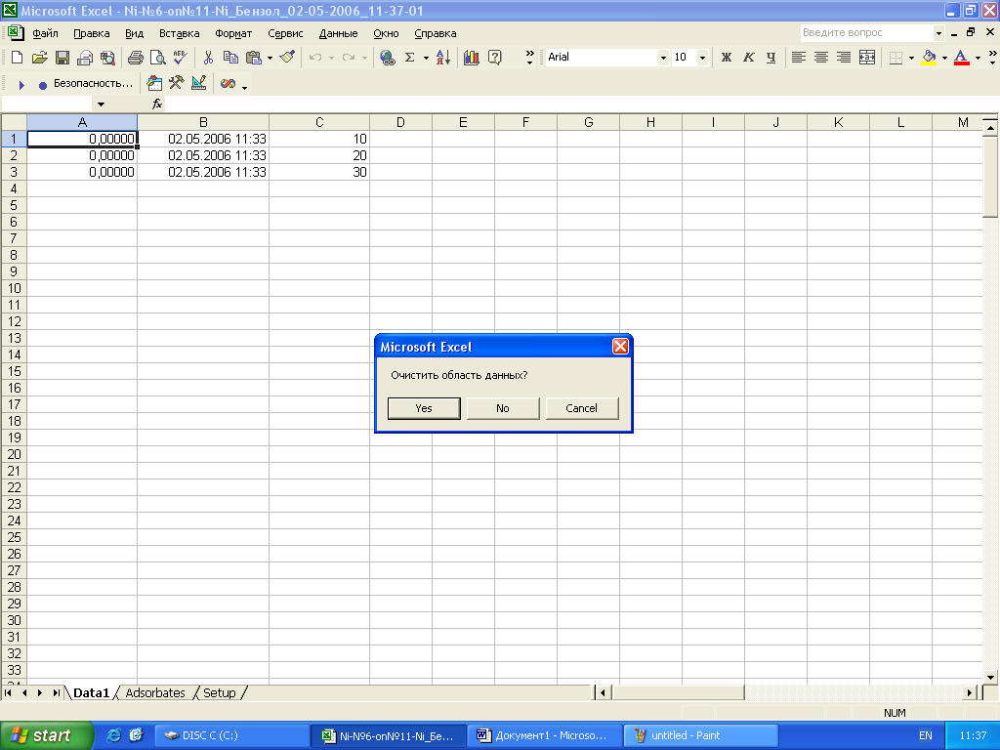 Microsoft Excel - Ni-№6-on№11-Ni_Бензол_02-05-2006_11-37-01
Файл Правка Вид Вставка Формат Сервис Данные Окно Справка Введите вопрос
Arial 10 Ж К Ч
Безопасность...
fx
A B C D E F G H I J K L M
1 0,00000 02.05.2006 11:33 10
2 0,00000 02.05.2006 11:33 20
3 0,00000 02.05.2006 11:33 30
4
5
6
7
8
9
10
11
12
13
14
15
16
17
18
19
20
21
22
23
24
25
26
27
28
29
30
31
32
33
Microsoft Excel
Очистить область данных?
Yes No Cancel
Data1 Adsorbates Setup
NUM
start DISC C (C:) Ni-№6-on№11-Ni_Бе... Документ1 - Microso... untitled - Paint EN 11:37